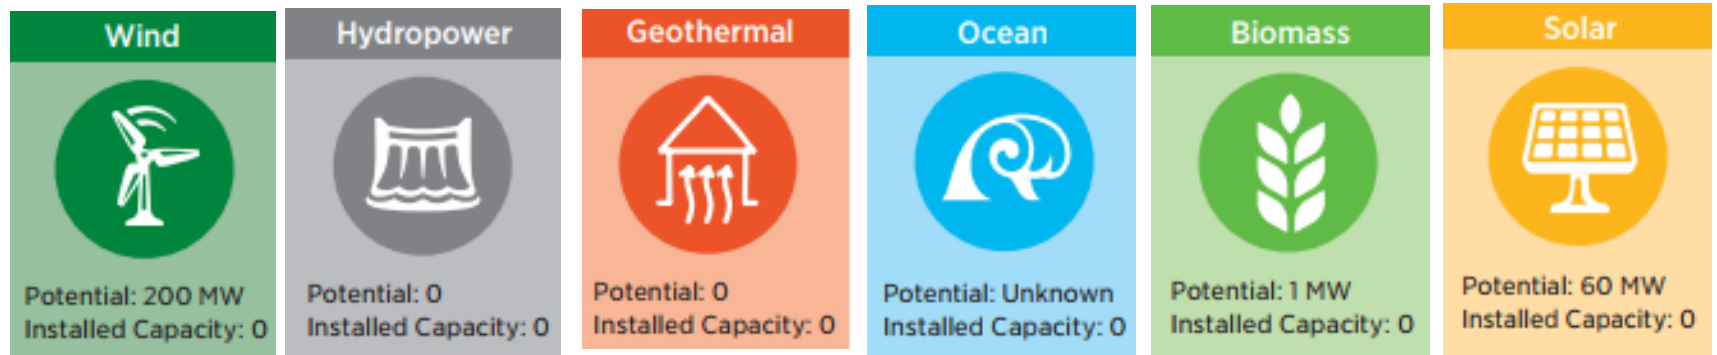 Wind
Potential: 200 MW
Installed Capacity: 0
Hydropower
Potential: 0
Installed Capacity: 0
Geothermal
Potential: 0
Installed Capacity: 0
Ocean
Potential: Unknown
Installed Capacity: 0
Biomass
Potential: 1 MW
Installed Capacity: 0
Solar
Potential: 60 MW
Installed Capacity: 0